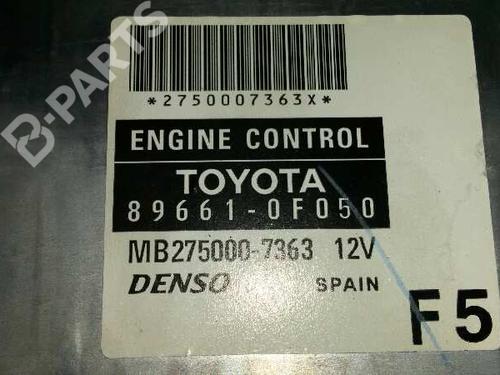 B-PARTS
*2750007363X*
ENGINE CONTROL
TOYOTA
89661-0F050
MB275000-7363 12V
DENSO SPAIN
F5